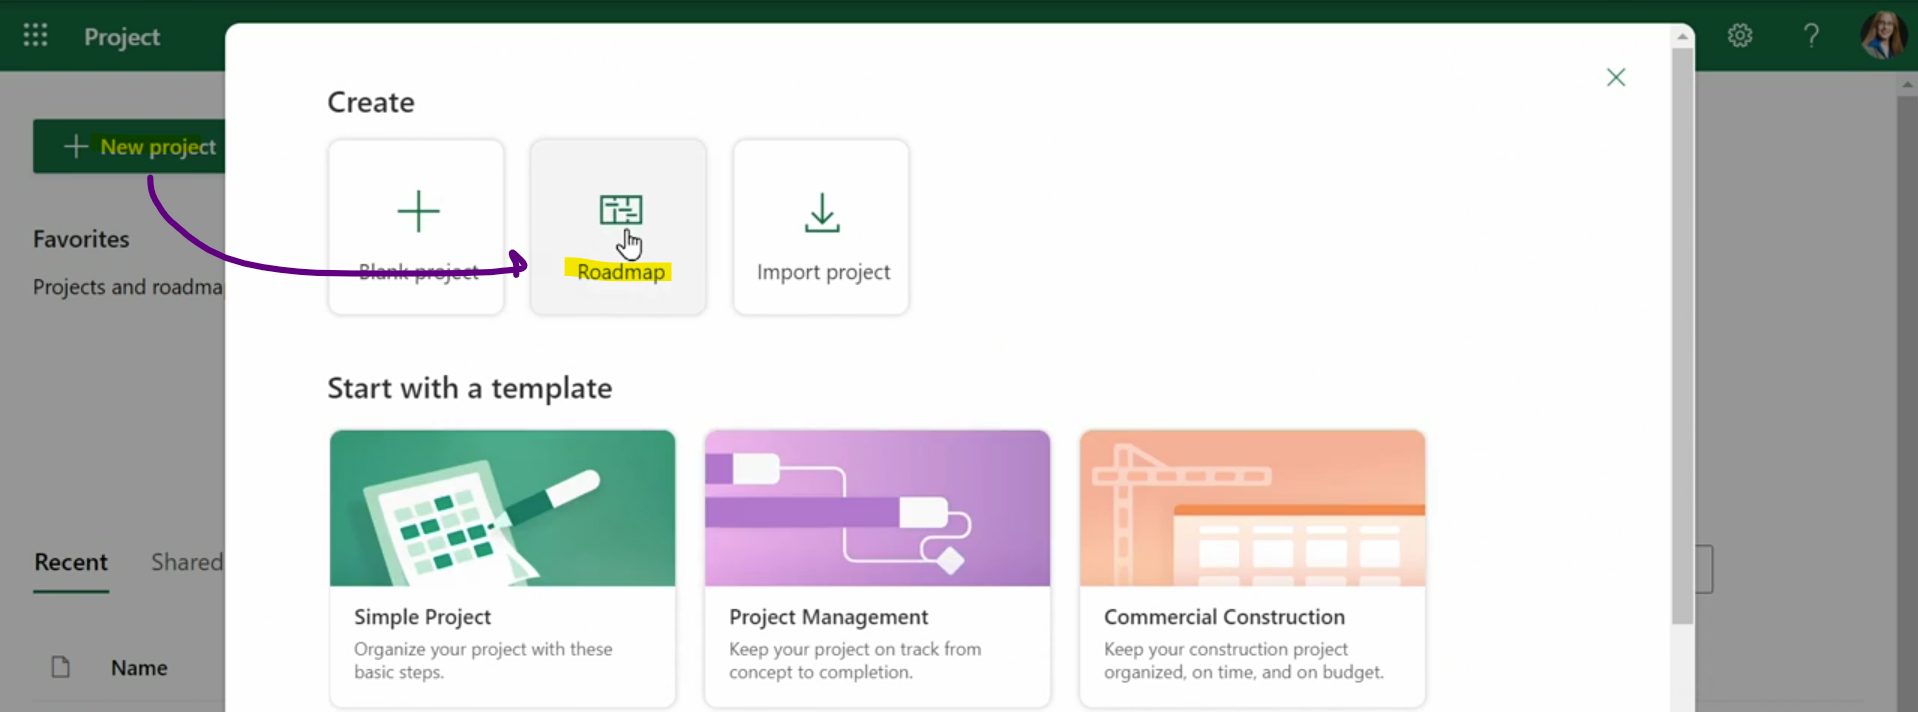 Project
New project
Favorites
Projects and roadma
Recent
Shared
Name
Create
Blank project
Roadmap
Import project
Start with a template
Simple Project
Organize your project with these
basic steps.
Project Management
Keep your project on track from
concept to completion.
Commercial Construction
Keep your construction project
organized, on time, and on budget.